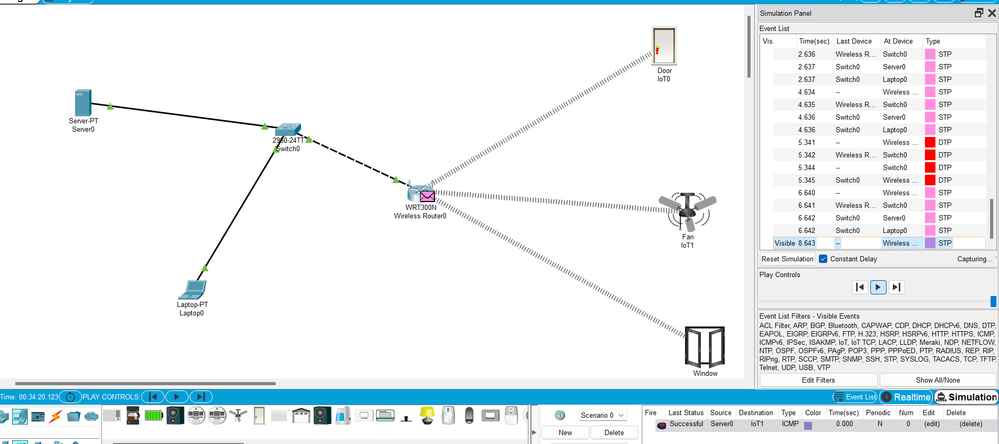 Simulation Panel
Event List
Vis. Time(sec) Last Device At Device Type
2.636 Wireless R... Switch0 STP
2.637 Switch0 Server0 STP
2.637 Switch0 Laptop0 STP
4.634 -- Wireless ... STP
4.635 Wireless R... Switch0 STP
4.636 Switch0 Server0 STP
4.636 Switch0 Laptop0 STP
5.341 -- Wireless ... DTP
5.342 Wireless R... Switch0 DTP
5.344 -- Switch0 DTP
5.345 Switch0 Wireless ... DTP
6.640 -- Wireless ... STP
6.641 Wireless R... Switch0 STP
6.642 Switch0 Server0 STP
6.642 Switch0 Laptop0 STP
Visible 8.643 -- Wireless ... STP
Reset Simulation Constant Delay Capturing...
Play Controls
Event List Filters - Visible Events
ACL Filter, ARP, BGP, Bluetooth, CAPWAP, CDP, DHCP, DHCPv6, DNS, DTP,
EAPOL, EIGRP, EIGRPv6, FTP, H.323, HSRP, HSRPv6, HTTP, HTTPS, ICMP,
ICMPv6, IPSec, ISAKMP, IoT, IoT TCP, LACP, LLDP, Meraki, NDP, NETFLOW,
NTP, OSPF, OSPFv6, PAgP, POP3, PPP, PPPoED, PTP, RADIUS, REP, RIP,
RIPng, RTP, SCCP, SMTP, SNMP, SSH, STP, SYSLOG, TACACS, TCP, TFTP,
Telnet, UDP, USB, VTP
Edit Filters Show All/None
Door
IoT0
Server-PT
Server0
2960-24TT
Switch0
WRT300N
Wireless Router0
Fan
IoT1
Laptop-PT
Laptop0
Window
Time: 00:34:20.123 PLAY CONTROLS:
Event List Realtime Simulation
Scenario 0
New Delete
Fire Last Status Source Destination Type Color Time(sec) Periodic Num Edit Delete
Successful Server0 IoT1 ICMP 0.000 N 0 (edit) (delete)